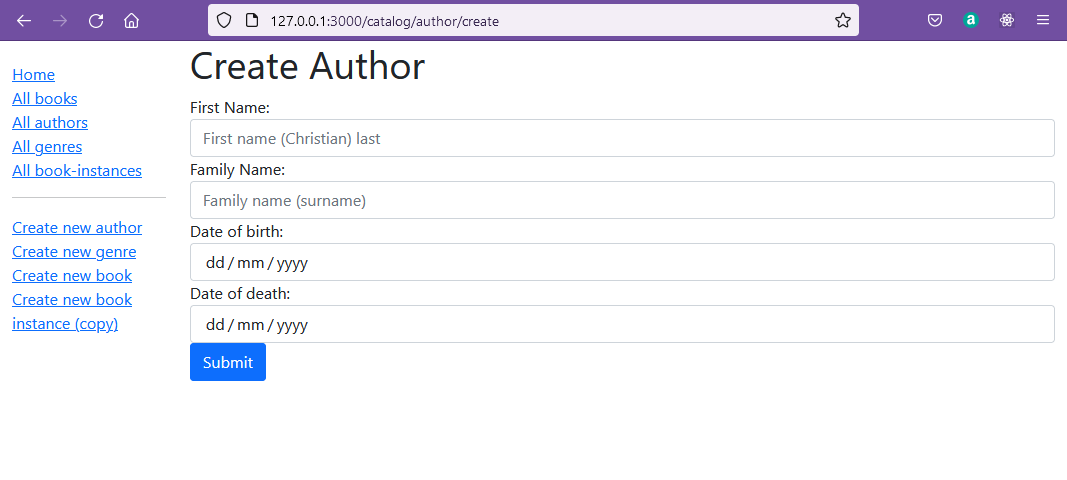 127.0.0.1:3000/catalog/author/create
a
Home
All books
All authors
All genres
All book-instances
Create new author
Create new genre
Create new book
Create new book
instance (copy)
Create Author
First Name:
First name (Christian) last
Family Name:
Family name (surname)
Date of birth:
dd / mm / yyyy
Date of death:
dd / mm / yyyy
Submit